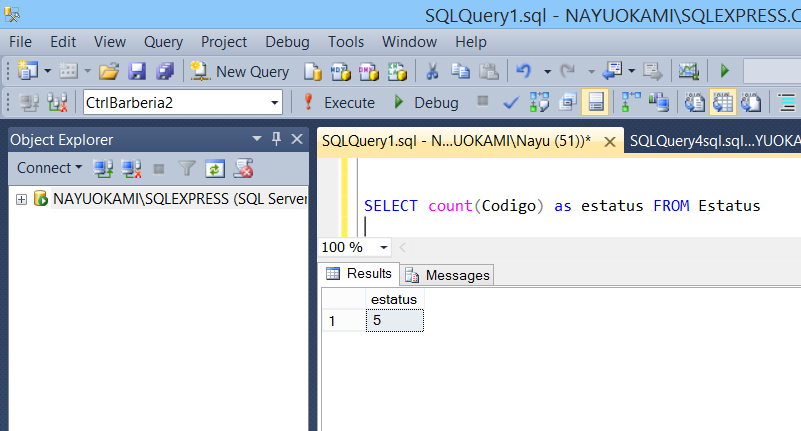 SQLQuery1.sql - NAYUOKAMI\SQLEXPRESS.C
File Edit View Query Project Debug Tools Window Help
New Query
CtrlBarberia2 Execute Debug
Object Explorer
SQLQuery1.sql - N...UOKAMI\Nayu (51))* SQLQuery4sql.sql...YUOKA
Connect
NAYUOKAMI\SQLEXPRESS (SQL Server
SELECT count(Codigo) as estatus FROM Estatus
100 %
Results Messages
estatus
1 5